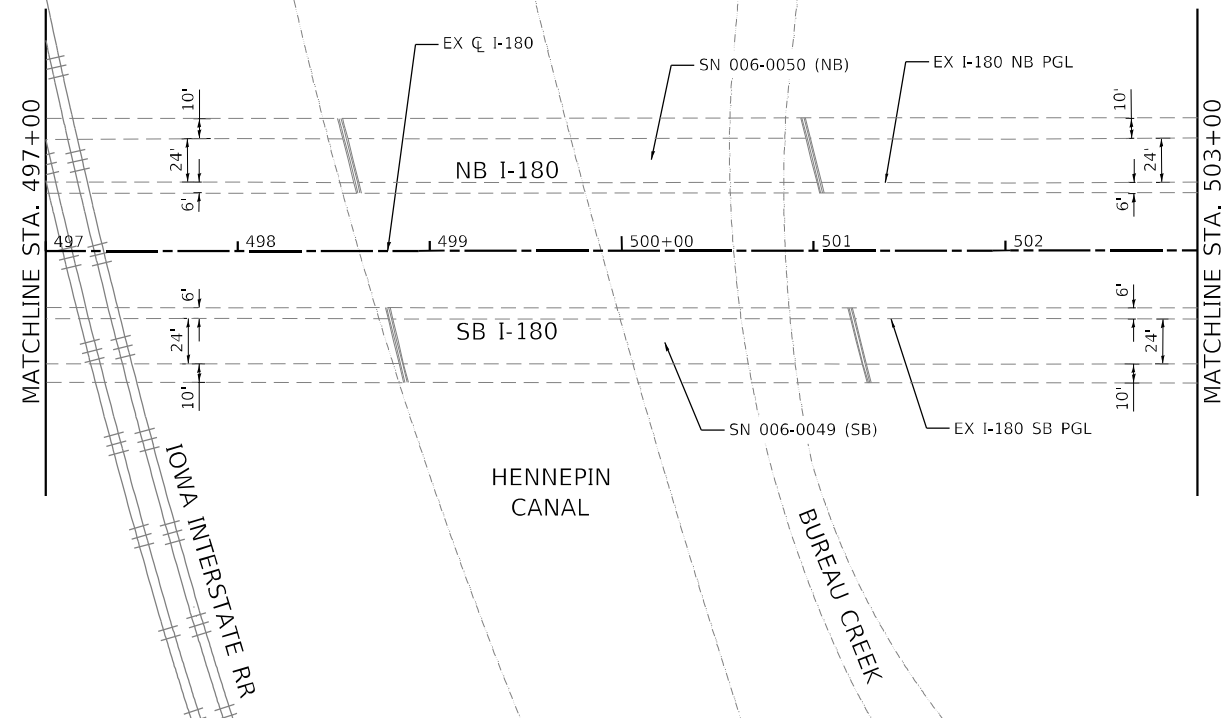 EX ℄ I-180
SN 006-0050 (NB)
EX I-180 NB PGL
MATCHLINE STA. 497+00
10'
24'
6'
NB I-180
10'
24'
6'
MATCHLINE STA. 503+00
497
498
499
500+00
501
502
6'
24'
10'
SB I-180
6'
24'
10'
SN 006-0049 (SB)
EX I-180 SB PGL
IOWA INTERSTATE RR
HENNEPIN
CANAL
BUREAU CREEK